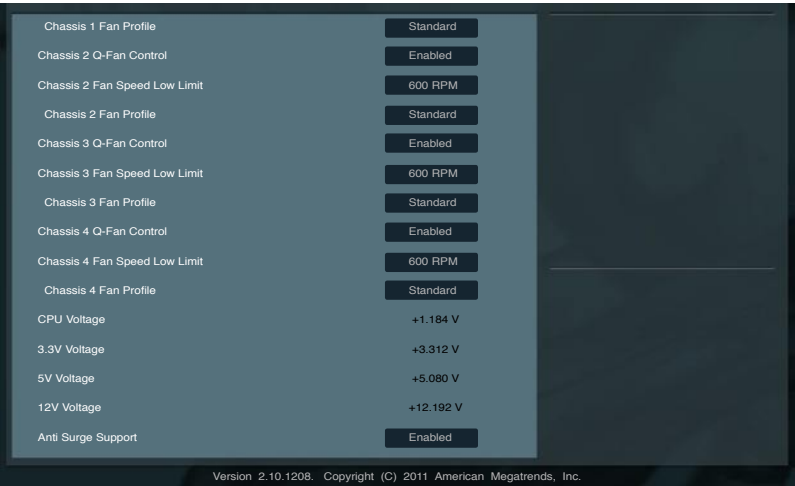 Chassis 1 Fan Profile Standard
Chassis 2 Q-Fan Control Enabled
Chassis 2 Fan Speed Low Limit 600 RPM
Chassis 2 Fan Profile Standard
Chassis 3 Q-Fan Control Enabled
Chassis 3 Fan Speed Low Limit 600 RPM
Chassis 3 Fan Profile Standard
Chassis 4 Q-Fan Control Enabled
Chassis 4 Fan Speed Low Limit 600 RPM
Chassis 4 Fan Profile Standard
CPU Voltage +1.184 V
3.3V Voltage +3.312 V
5V Voltage +5.080 V
12V Voltage +12.192 V
Anti Surge Support Enabled
Version 2.10.1208. Copyright (C) 2011 American Megatrends, Inc.